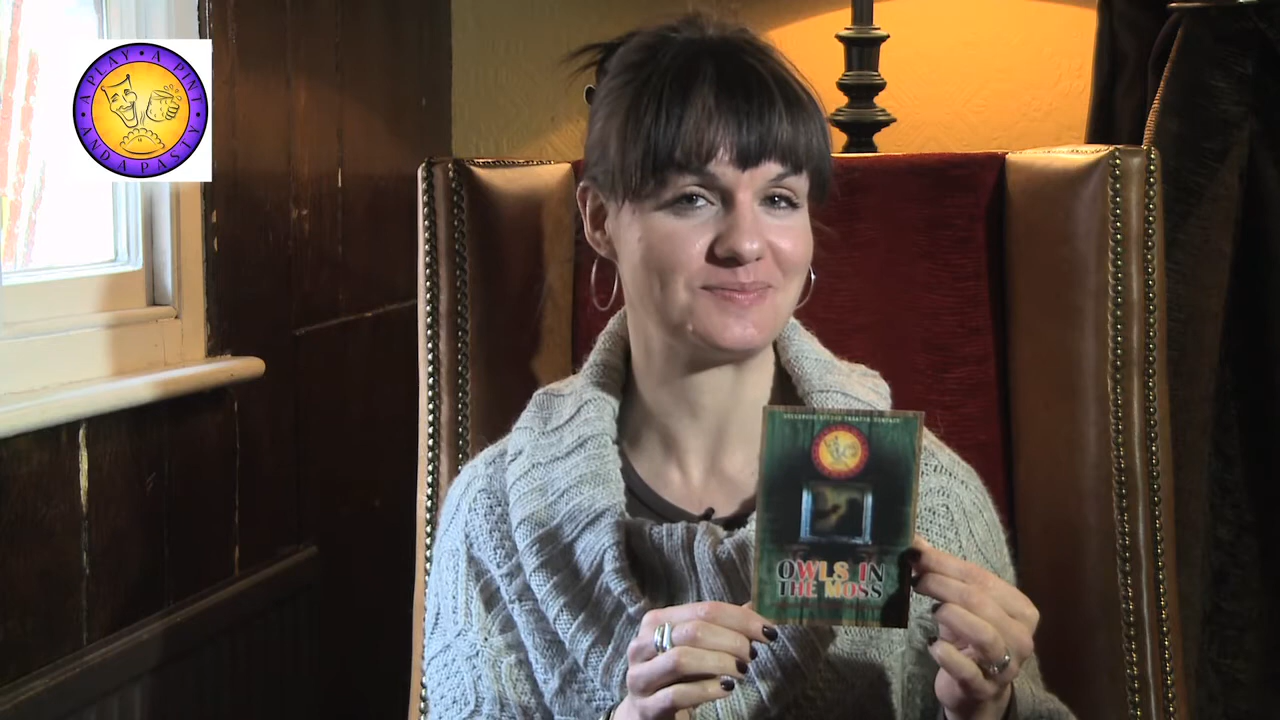 A PLAY • A PINT •
AND A PASTY •
OWLS IN
THE MOSS